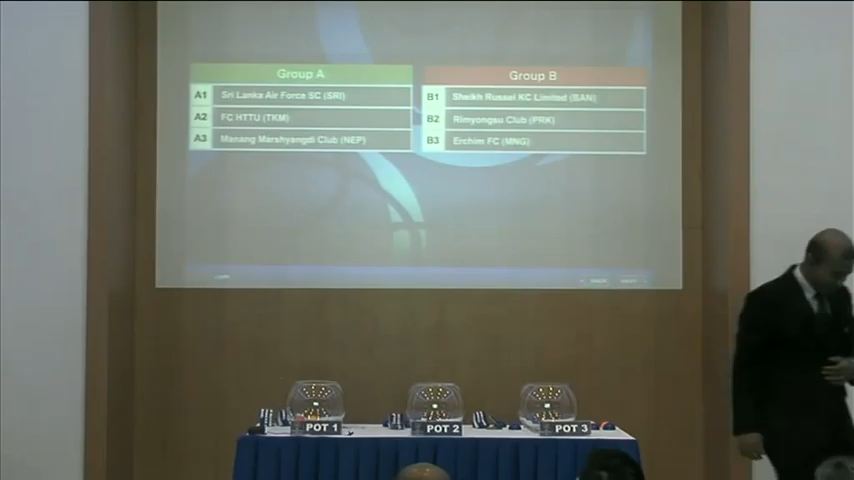 Group A
A1 Sri Lanka Air Force SC (SRI)
A2 FC HTTU (TKM)
A3 Manang Marshyangdi Club (NEP)
Group B
B1 Sheikh Russel KC Limited (BAN)
B2 Rimyongsu Club (PRK)
B3 Erchim FC (MNG)
POT 1
POT 2
POT 3